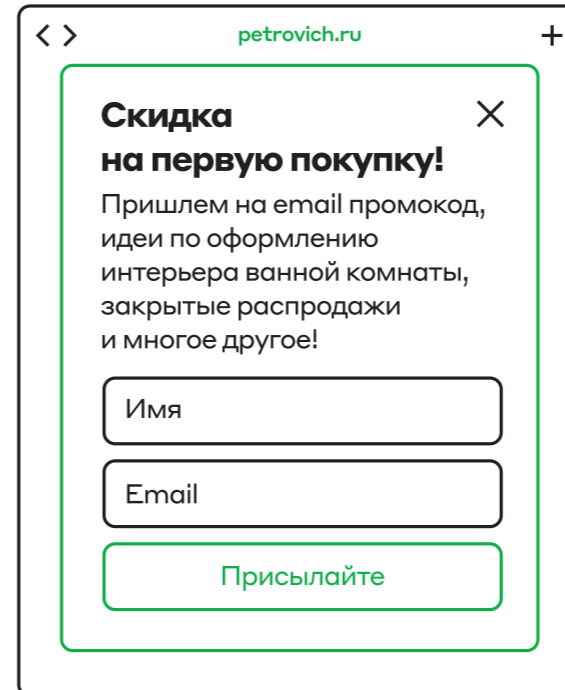 petrovich.ru
Скидка
на первую покупку!
Пришлем на email промокод,
идеи по оформлению
интерьера ванной комнаты,
закрытые распродажи
и многое другое!
Имя
Email
Присылайте